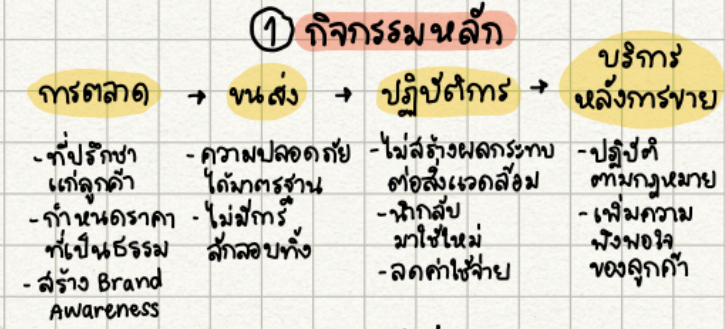 ① กิจกรรมหลัก
การตลาด → ขนส่ง → ปฏิบัติการ → บริการ
หลังการขาย
- ที่ปรึกษา
แก่ลูกค้า
- กำหนดราคา
ที่เป็นธรรม
- สร้าง Brand
Awareness
- ความปลอดภัย
ได้มาตรฐาน
- ไม่มีการ
ลักลอบทิ้ง
- ไม่สร้างผลกระทบ
ต่อสิ่งแวดล้อม
- นำกลับ
มาใช้ใหม่
- ลดค่าใช้จ่าย
- ปฏิบัติ
ตามกฎหมาย
- เพิ่มความ
พึงพอใจ
ของลูกค้า